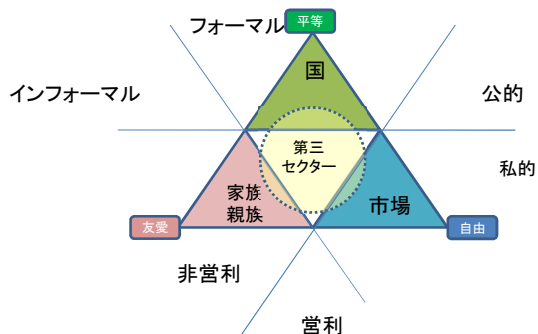 フォーマル
平等
国
インフォーマル
公的
第三
セクター
私的
家族
親族
市場
友愛
自由
非営利
営利